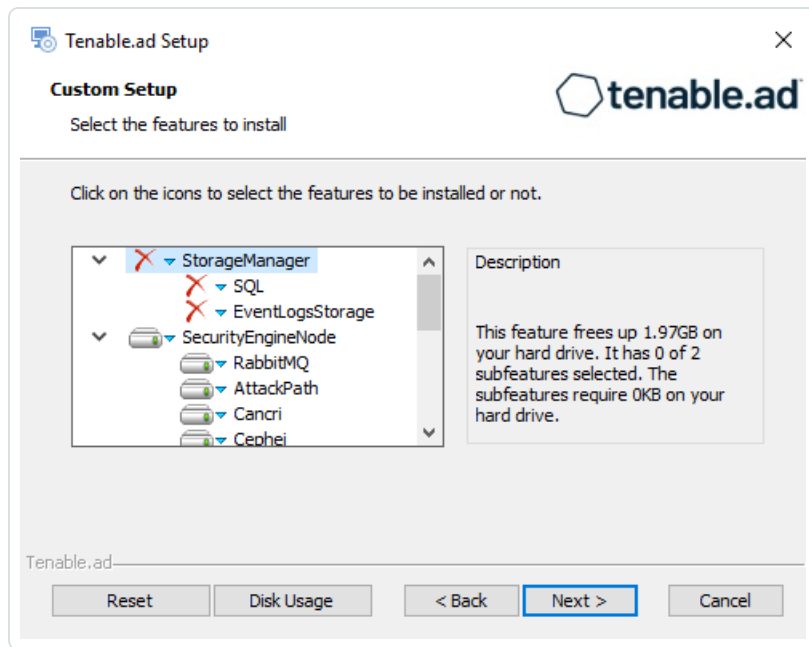 Tenable.ad Setup
Custom Setup
tenable.ad
Select the features to install
Click on the icons to select the features to be installed or not.
StorageManager
SQL
EventLogsStorage
SecurityEngineNode
RabbitMQ
AttackPath
Cancri
Cephei
Description
This feature frees up 1.97GB on
your hard drive. It has 0 of 2
subfeatures selected. The
subfeatures require 0KB on your
hard drive.
Tenable.ad
Reset
Disk Usage
< Back
Next >
Cancel